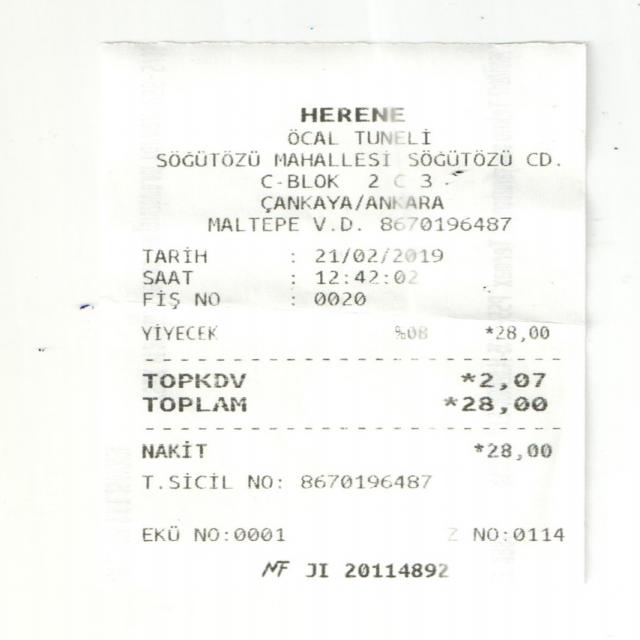 HERENE
ÖCAL TUNELİ
SÖĞÜTÖZÜ MAHALLESİ SÖĞÜTÖZÜ CD.
C-BLOK 2 C 3
ÇANKAYA/ANKARA
MALTEPE V.D. 8670196487
TARİH : 21/02/2019
SAAT : 12:42:02
FİŞ NO : 0020
YİYECEK %08 *28,00
TOPKDV *2,07
TOPLAM *28,00
NAKİT *28,00
T.SİCİL NO: 8670196487
EKÜ NO:0001 Z NO:0114
MF JI 20114892